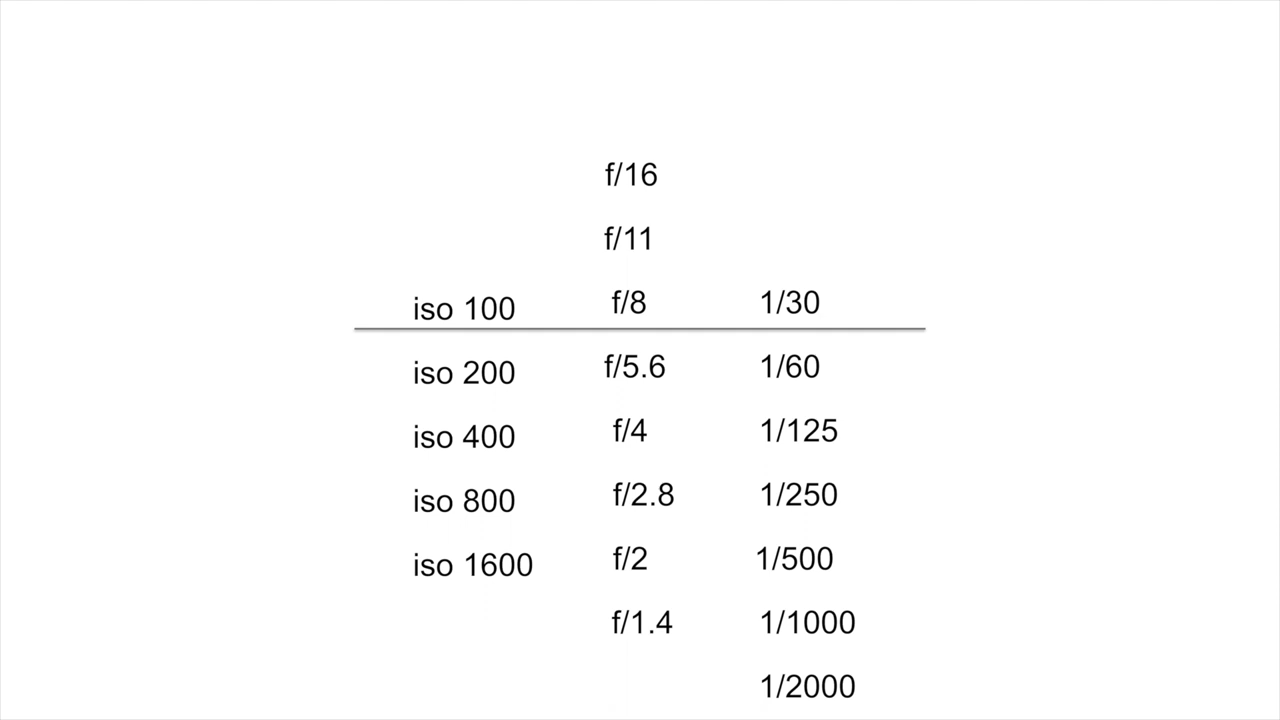 f/16
f/11
iso 100 f/8 1/30
iso 200 f/5.6 1/60
iso 400 f/4 1/125
iso 800 f/2.8 1/250
iso 1600 f/2 1/500
f/1.4 1/1000
1/2000